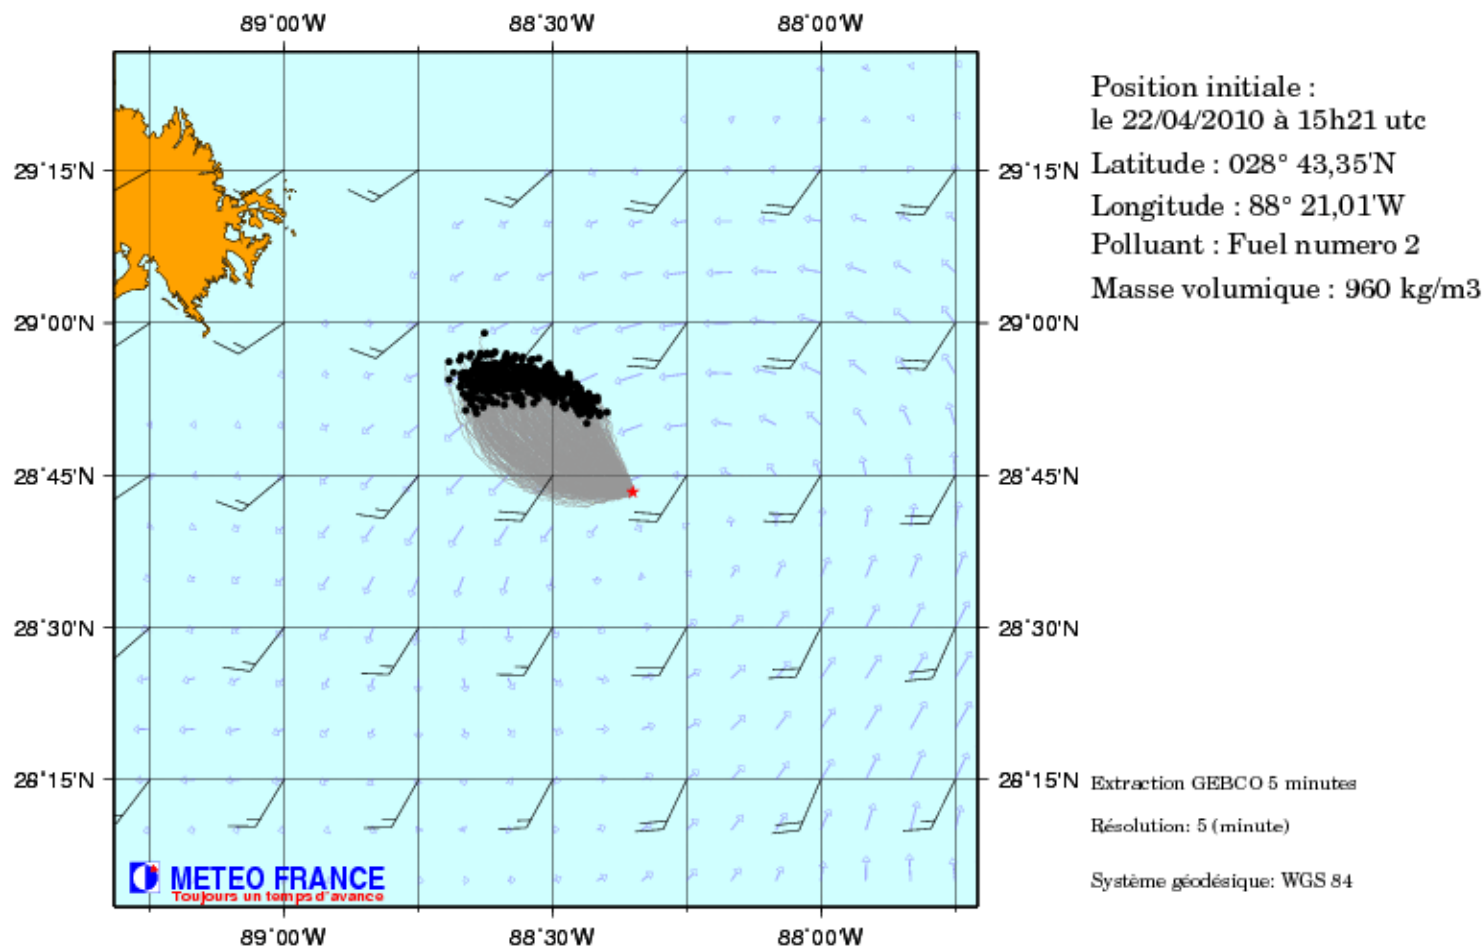 89°00'W 88°30'W 88°00'W
Position initiale :
le 22/04/2010 à 15h21 utc
29°15'N 29°15'N
Latitude : 028° 43,35'N
Longitude : 88° 21,01'W
Polluant : Fuel numero 2
Masse volumique : 960 kg/m3
29°00'N 29°00'N
28°45'N 28°45'N
28°30'N 28°30'N
28°15'N 28°15'N
Extraction GEBCO 5 minutes
Résolution: 5 (minute)
METEO FRANCE
Toujours un temps d'avance
Système géodésique: WGS 84
89°00'W 88°30'W 88°00'W